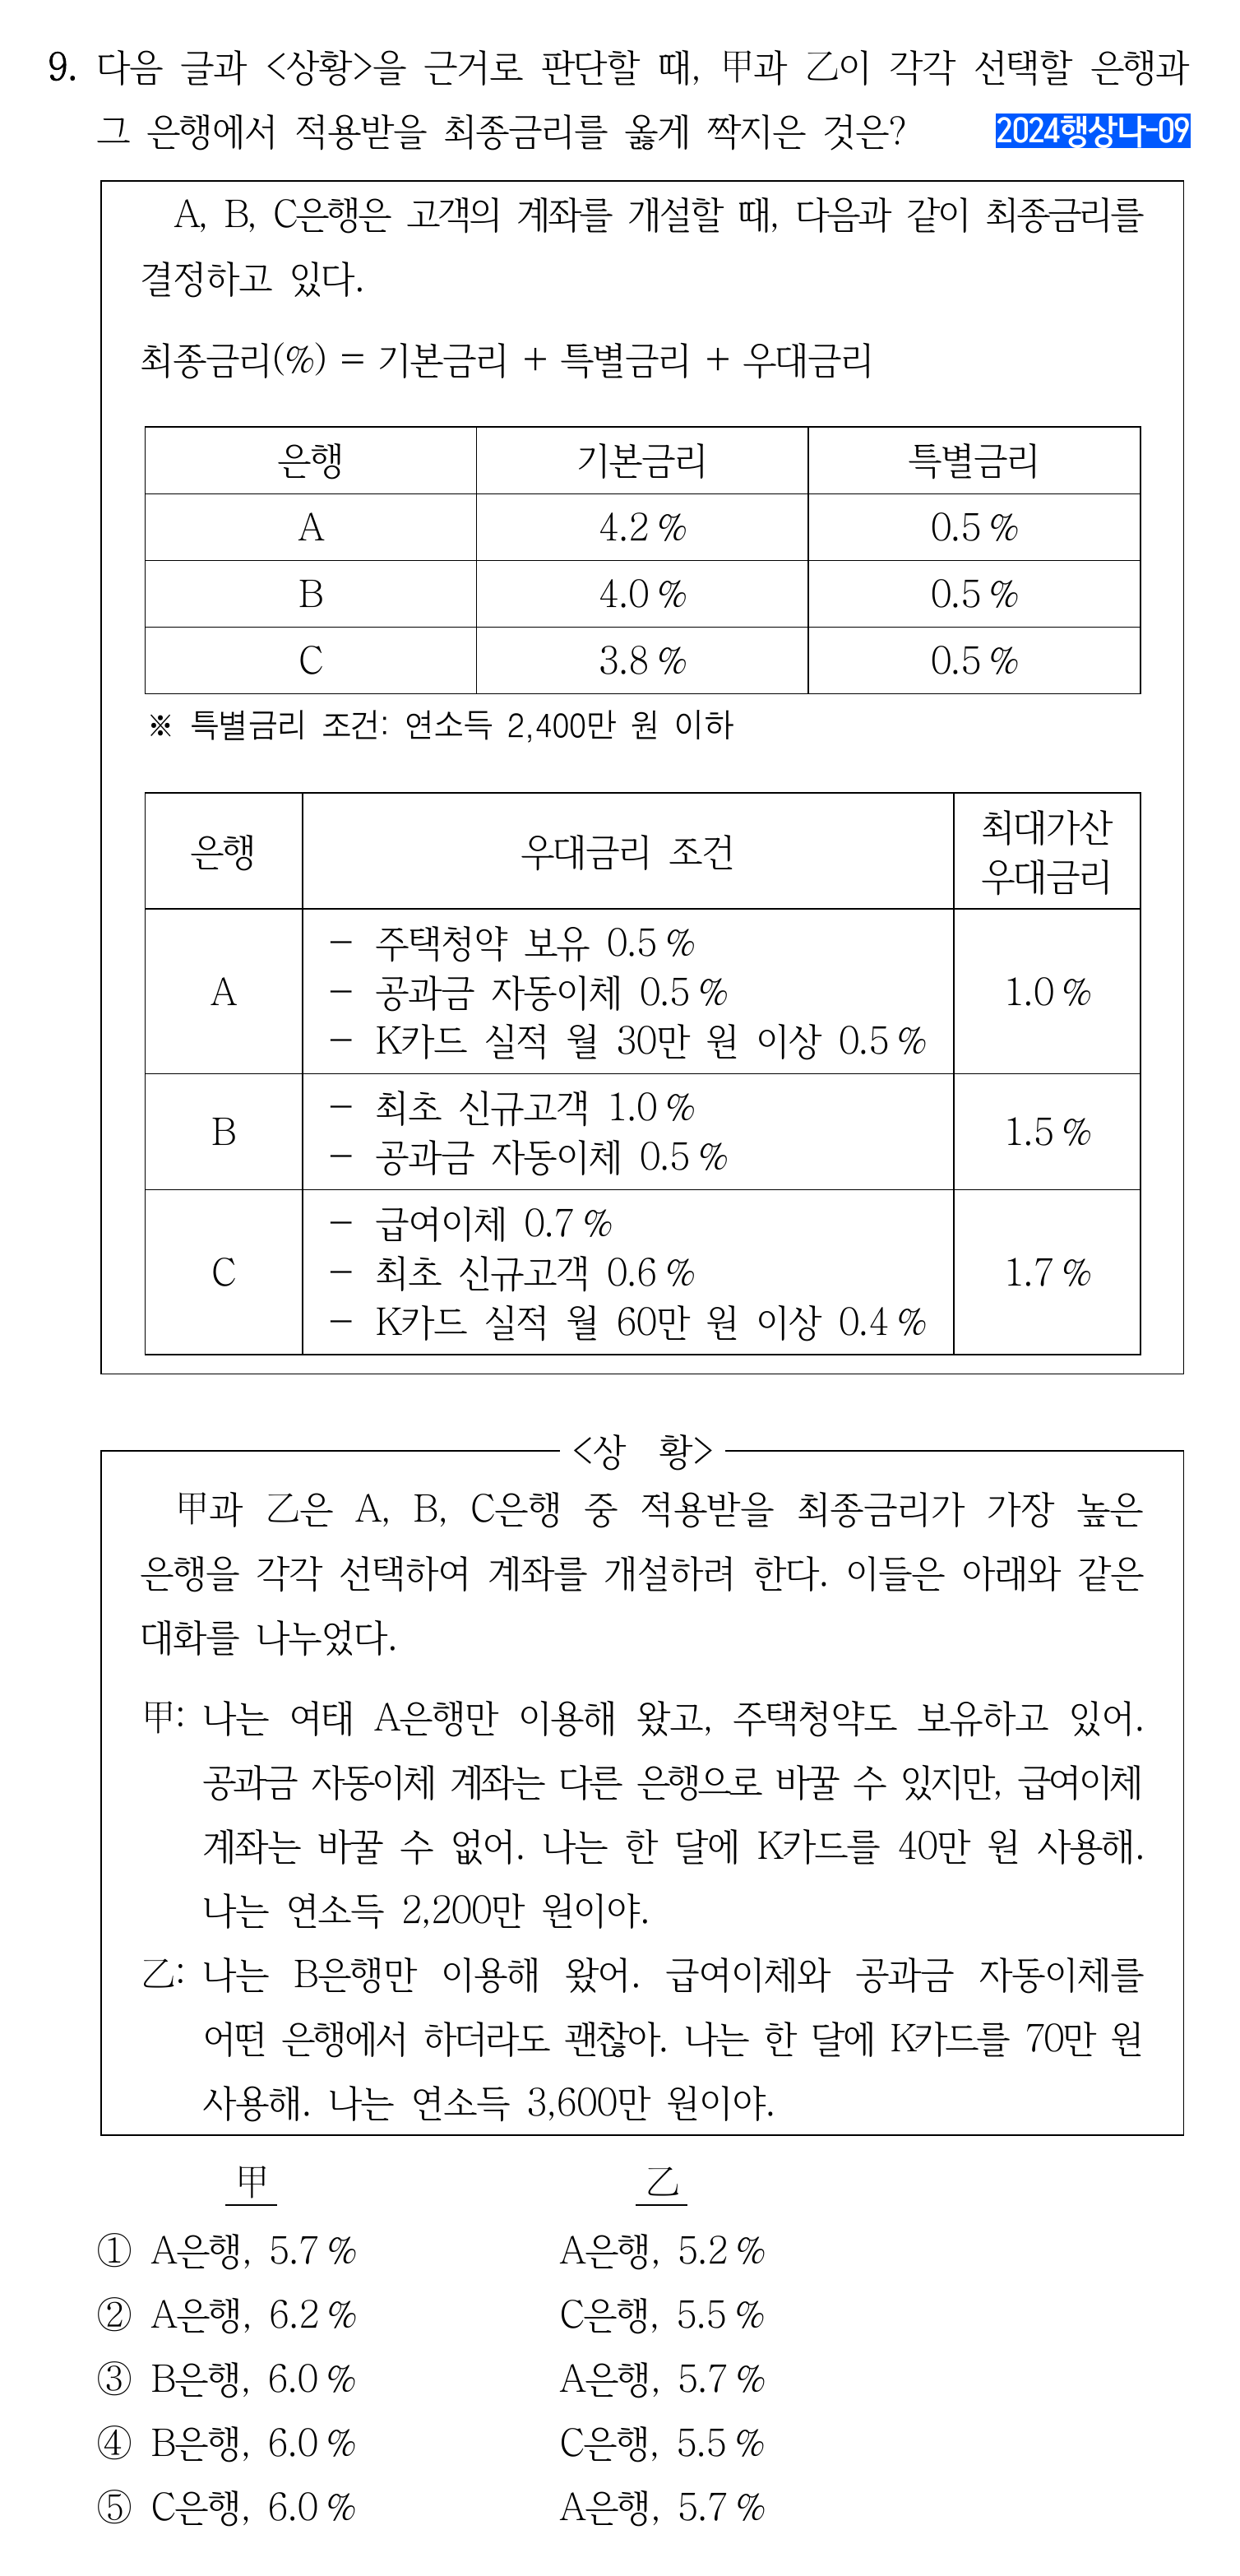 9. 다음 글과 <상황>을 근거로 판단할 때, 甲과 乙이 각각 선택할 은행과
그 은행에서 적용받을 최종금리를 옳게 짝지은 것은? 2024행상나-09
A, B, C은행은 고객의 계좌를 개설할 때, 다음과 같이 최종금리를
결정하고 있다.
최종금리(%) = 기본금리 + 특별금리 + 우대금리
은행 기본금리 특별금리
A 4.2% 0.5%
B 4.0% 0.5%
C 3.8% 0.5%
※ 특별금리 조건: 연소득 2,400만 원 이하
은행 우대금리 조건 최대가산
우대금리
- 주택청약 보유 0.5%
A - 공과금 자동이체 0.5% 1.0%
- K카드 실적 월 30만 원 이상 0.5%
- 최초 신규고객 1.0%
B 1.5%
- 공과금 자동이체 0.5%
- 급여이체 0.7%
C - 최초 신규고객 0.6% 1.7%
- K카드 실적 월 60만 원 이상 0.4%
<상 황>
甲과 乙은 A, B, C은행 중 적용받을 최종금리가 가장 높은
은행을 각각 선택하여 계좌를 개설하려 한다. 이들은 아래와 같은
대화를 나누었다.
甲: 나는 여태 A은행만 이용해 왔고, 주택청약도 보유하고 있어.
공과금 자동이체 계좌는 다른 은행으로 바꿀 수 있지만, 급여이체
계좌는 바꿀 수 없어. 나는 한 달에 K카드를 40만 원 사용해.
나는 연소득 2,200만 원이야.
乙: 나는 B은행만 이용해 왔어. 급여이체와 공과금 자동이체를
어떤 은행에서 하더라도 괜찮아. 나는 한 달에 K카드를 70만 원
사용해. 나는 연소득 3,600만 원이야.
甲 乙
① A은행, 5.7% A은행, 5.2%
② A은행, 6.2% C은행, 5.5%
③ B은행, 6.0% A은행, 5.7%
④ B은행, 6.0% C은행, 5.5%
⑤ C은행, 6.0% A은행, 5.7%